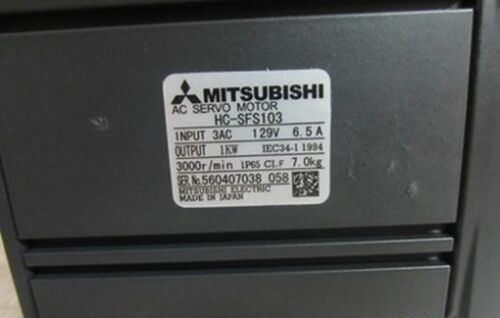 MITSUBISHI
AC SERVO MOTOR
HC-SFS103
INPUT 3AC 129V 6.5A
OUTPUT 1KW IEC34-1 1994
3000r/min IP65 CI.F 7.0kg
SER.No.560407038 058
MITSUBISHI ELECTRIC
MADE IN JAPAN